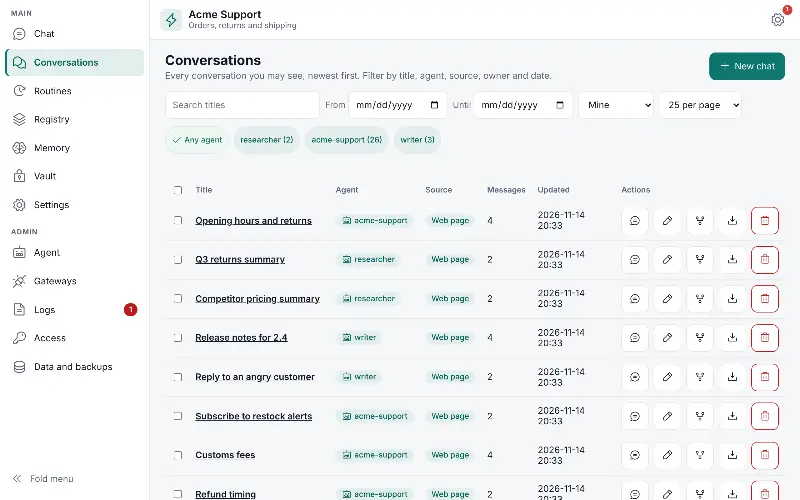 MAIN
Chat
Conversations
Routines
Registry
Memory
Vault
Settings
ADMIN
Agent
Gateways
Logs
1
Access
Data and backups
Fold menu
Acme Support
Orders, returns and shipping
1
Conversations
Every conversation you may see, newest first. Filter by title, agent, source, owner and date.
New chat
Search titles
From
mm/dd/yyyy
Until
mm/dd/yyyy
Mine
25 per page
Any agent
researcher (2)
acme-support (26)
writer (3)
Title Agent Source Messages Updated Actions
Opening hours and returns acme-support Web page 4 2026-11-14
20:33
Q3 returns summary researcher Web page 2 2026-11-14
20:33
Competitor pricing summary researcher Web page 2 2026-11-14
20:33
Release notes for 2.4 writer Web page 4 2026-11-14
20:33
Reply to an angry customer writer Web page 2 2026-11-14
20:33
Subscribe to restock alerts acme-support Web page 2 2026-11-14
20:33
Customs fees acme-support Web page 4 2026-11-14
20:33
Refund timing acme-support Web page 2 2026-11-14